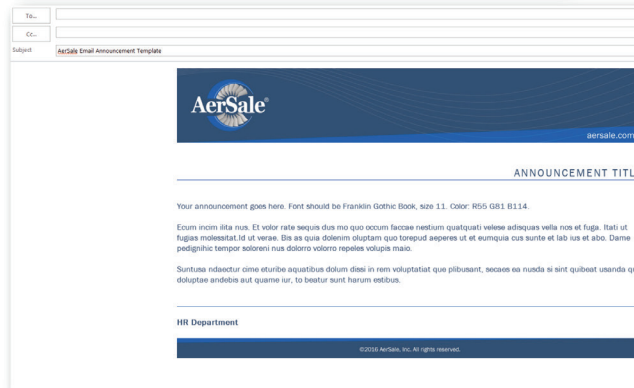 To...
Cc...
Subject
AerSale Email Announcement Template
AerSale®
aersale.com
ANNOUNCEMENT TITL
Your announcement goes here. Font should be Franklin Gothic Book, size 11. Color: R55 G81 B114.
Ecum incim ilita nus. Et volor rate sequis dus mo quo occum faccae nestium quatquati velese adisquas vella nos et fuga. Itati ut
fugias molessitat.Id ut verae. Bis as quia dolenim oluptam quo torepud aeperes ut et eumquia cus sunte et lab ius et abo. Dame
pedignihic tempor soloreni nus dolorro volorro repeles volupis maio.
Suntusa ndaectur cime eturibe aquatibus dolum dissi in rem voluptatiat que plibusant, secaes ea nusda si sint quibeat usanda qu
doluptae andebis aut quame iur, to beatur sunt harum estibus.
HR Department
©2016 AerSale, Inc. All rights reserved.